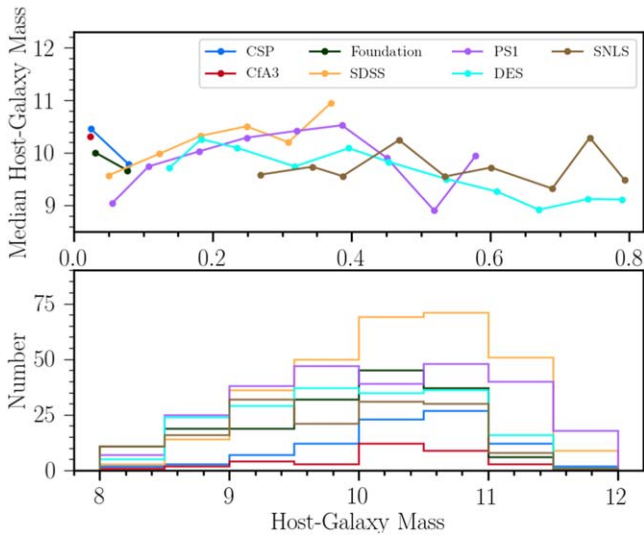 12
11
10
9
Median Host-Galaxy Mass
CSP Foundation PS1 SNLS
CfA3 SDSS DES
0.0 0.2 0.4 0.6 0.8
75
50
25
0
Number
8 9 10 11 12
Host-Galaxy Mass